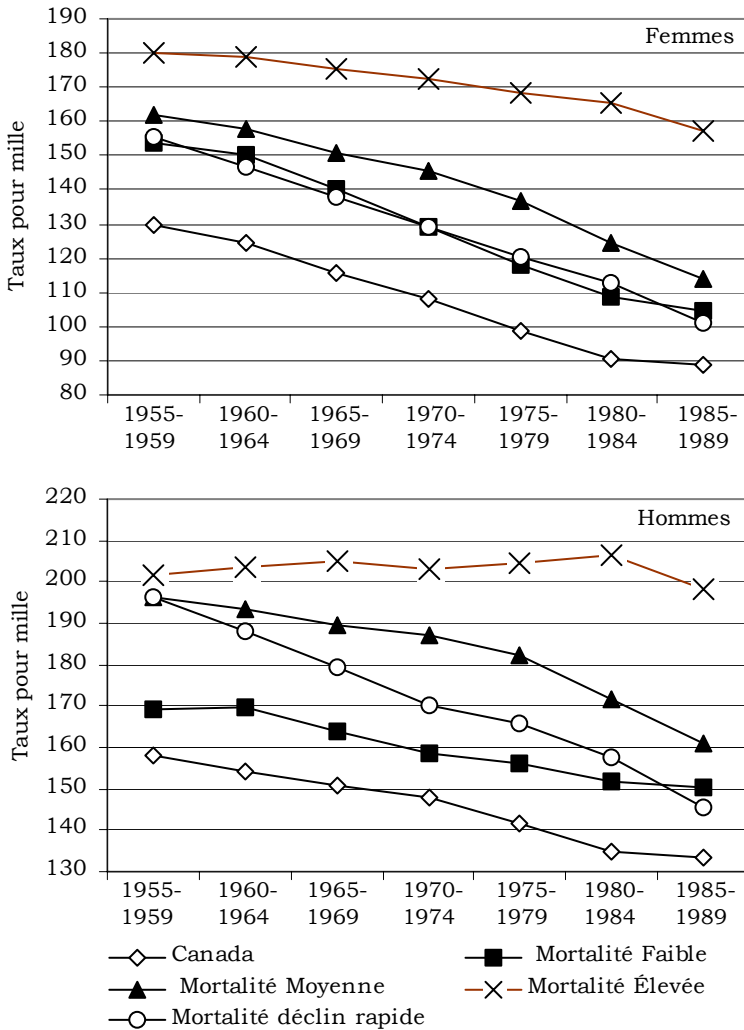 190
180
170
160
150
140
130
120
110
100
90
80
Taux pour mille
Femmes
1955-1959 1960-1964 1965-1969 1970-1974 1975-1979 1980-1984 1985-1989
220
210
200
190
180
170
160
150
140
130
Taux pour mille
Hommes
1955-1959 1960-1964 1965-1969 1970-1974 1975-1979 1980-1984 1985-1989
Canada
Mortalité Faible
Mortalité Moyenne
Mortalité Élevée
Mortalité déclin rapide